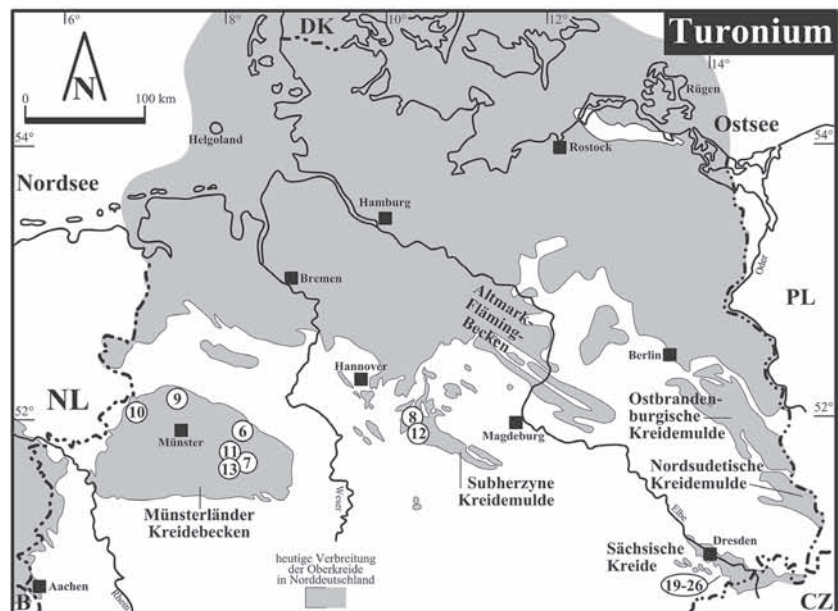 6°
8°
10°
12°
14°
DK
Turonium
N
0
100 km
Rügen
Ostsee
Helgoland
54°
54°
Rostock
Nordsee
Hamburg
Oder
Bremen
PL
Altmark-
Fläming-
Becken
Berlin
Hannover
NL
52°
52°
9
10
Münster
6
11
7
13
8
12
Magdeburg
Ostbranden-
burgische
Kreidemulde
Nordsudetische
Kreidemulde
Subherzyne
Kreidemulde
Münsterländer
Kreidebecken
Weser
Elbe
Dresden
Sächsische
Kreide
19-26
heutige Verbreitung
der Oberkreide
in Norddeutschland
Aachen
Rhein
B
CZ